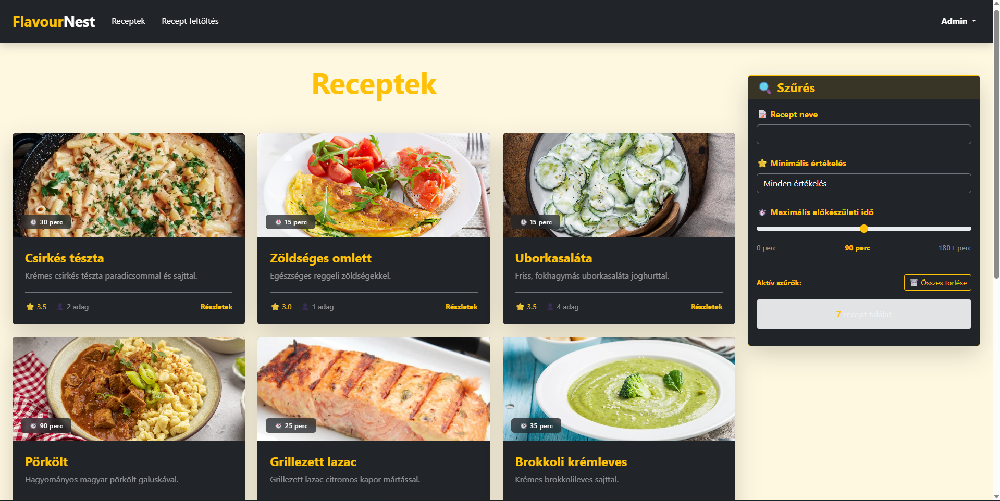 FlavourNest
Receptek
Recept feltöltés
Admin
Receptek
30 perc
15 perc
15 perc
Csirkés tészta
Krémes csirkés tészta paradicsommal és sajttal.
3.5
2 adag
Részletek
Zöldséges omlett
Egészséges reggeli zöldségekkel.
3.0
1 adag
Részletek
Uborkasaláta
Friss, fokhagymás uborkasaláta joghurttal.
3.5
4 adag
Részletek
90 perc
25 perc
35 perc
Pörkölt
Hagyományos magyar pörkölt galuskával.
Grillezett lazac
Grillezett lazac citromos kapor mártással.
Brokkoli krémleves
Krémes brokkolileves sajttal.
Szűrés
Recept neve
Minimális értékelés
Minden értékelés
Maximális előkészületi idő
0 perc
90 perc
180+ perc
Aktív szűrők:
Összes törlése
7 recept találat